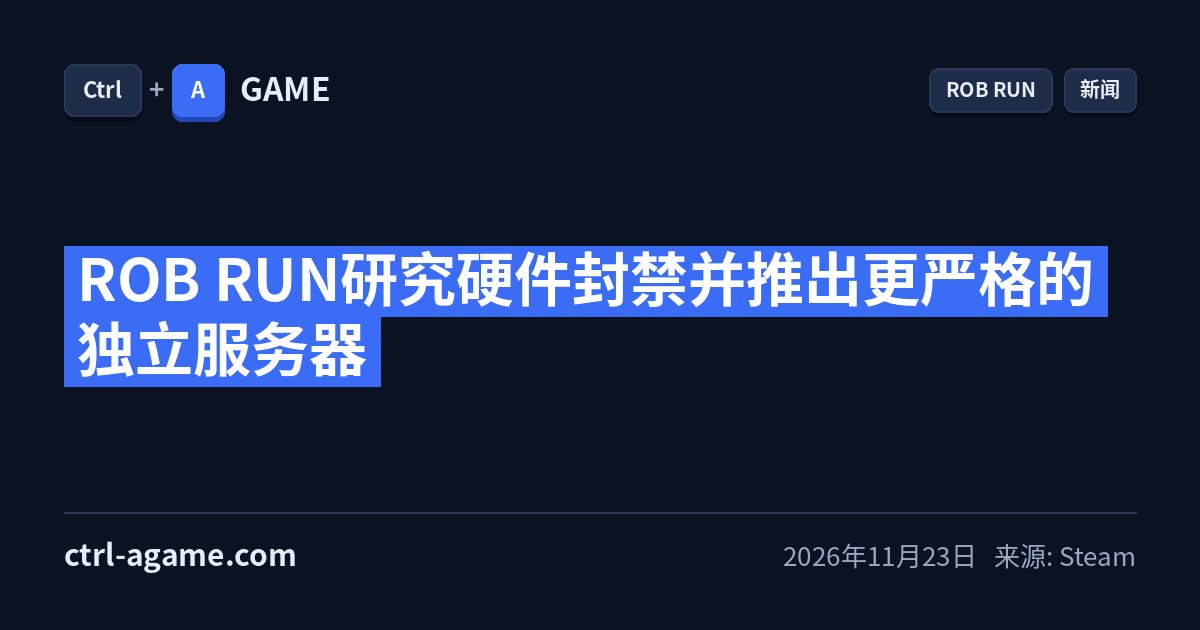 Ctrl + A GAME
ROB RUN 新闻
ROB RUN研究硬件封禁并推出更严格的
独立服务器
ctrl-agame.com
2026年11月23日 来源: Steam